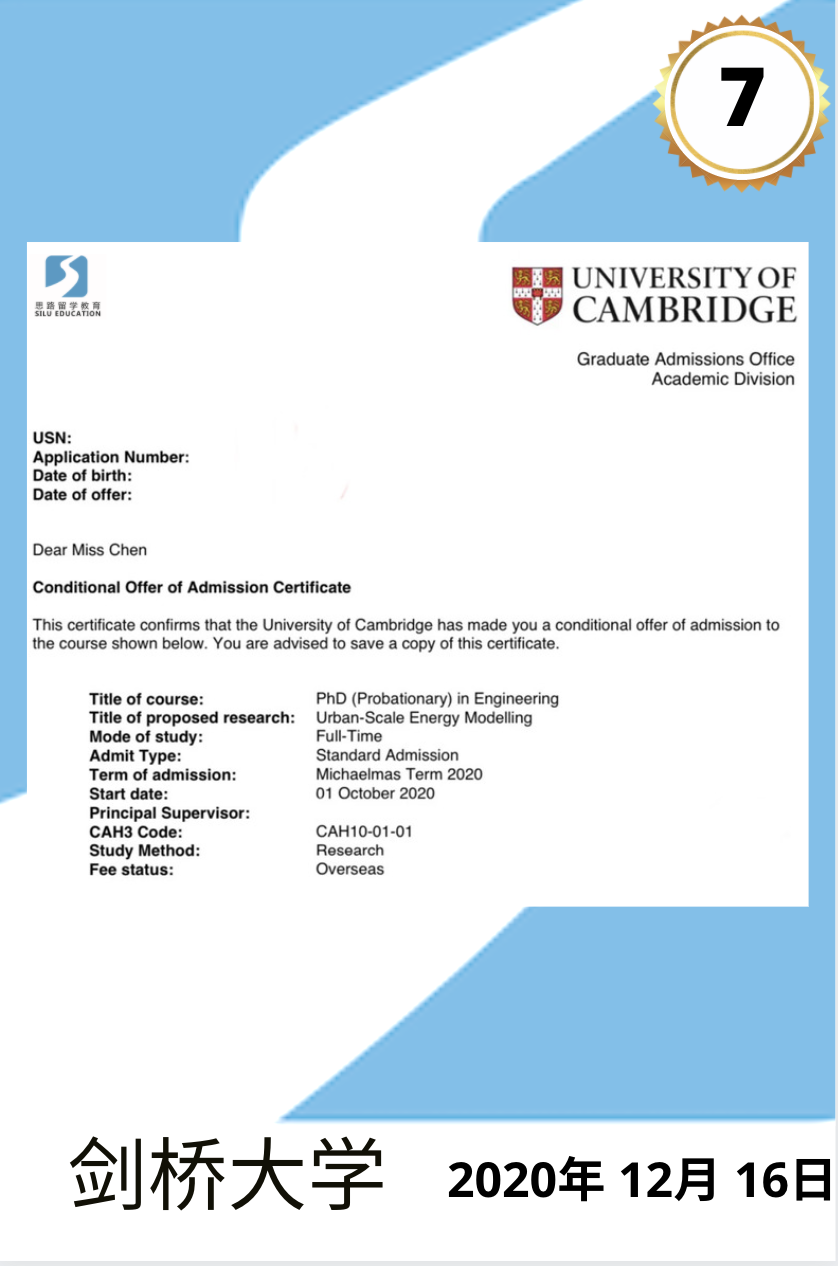 7
思路留学教育
SILU EDUCATION
UNIVERSITY OF
CAMBRIDGE
Graduate Admissions Office
Academic Division
USN:
Application Number:
Date of birth:
Date of offer:
Dear Miss Chen
Conditional Offer of Admission Certificate
This certificate confirms that the University of Cambridge has made you a conditional offer of admission to
the course shown below. You are advised to save a copy of this certificate.
Title of course: PhD (Probationary) in Engineering
Title of proposed research: Urban-Scale Energy Modelling
Mode of study: Full-Time
Admit Type: Standard Admission
Term of admission: Michaelmas Term 2020
Start date: 01 October 2020
Principal Supervisor:
CAH3 Code: CAH10-01-01
Study Method: Research
Fee status: Overseas
剑桥大学 2020年 12月 16日